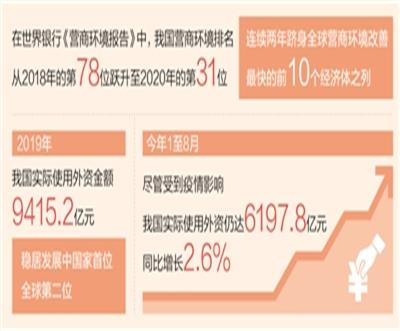 在世界银行《营商环境报告》中，我国营商环境排名
从2018年的第78位跃升至2020年的第31位
连续两年跻身全球营商环境改善
最快的前10个经济体之列
2019年
我国实际使用外资金额
9415.2亿元
稳居发展中国家首位
全球第二位
今年1至8月
尽管受到疫情影响
我国实际使用外资仍达6197.8亿元
同比增长2.6%
¥